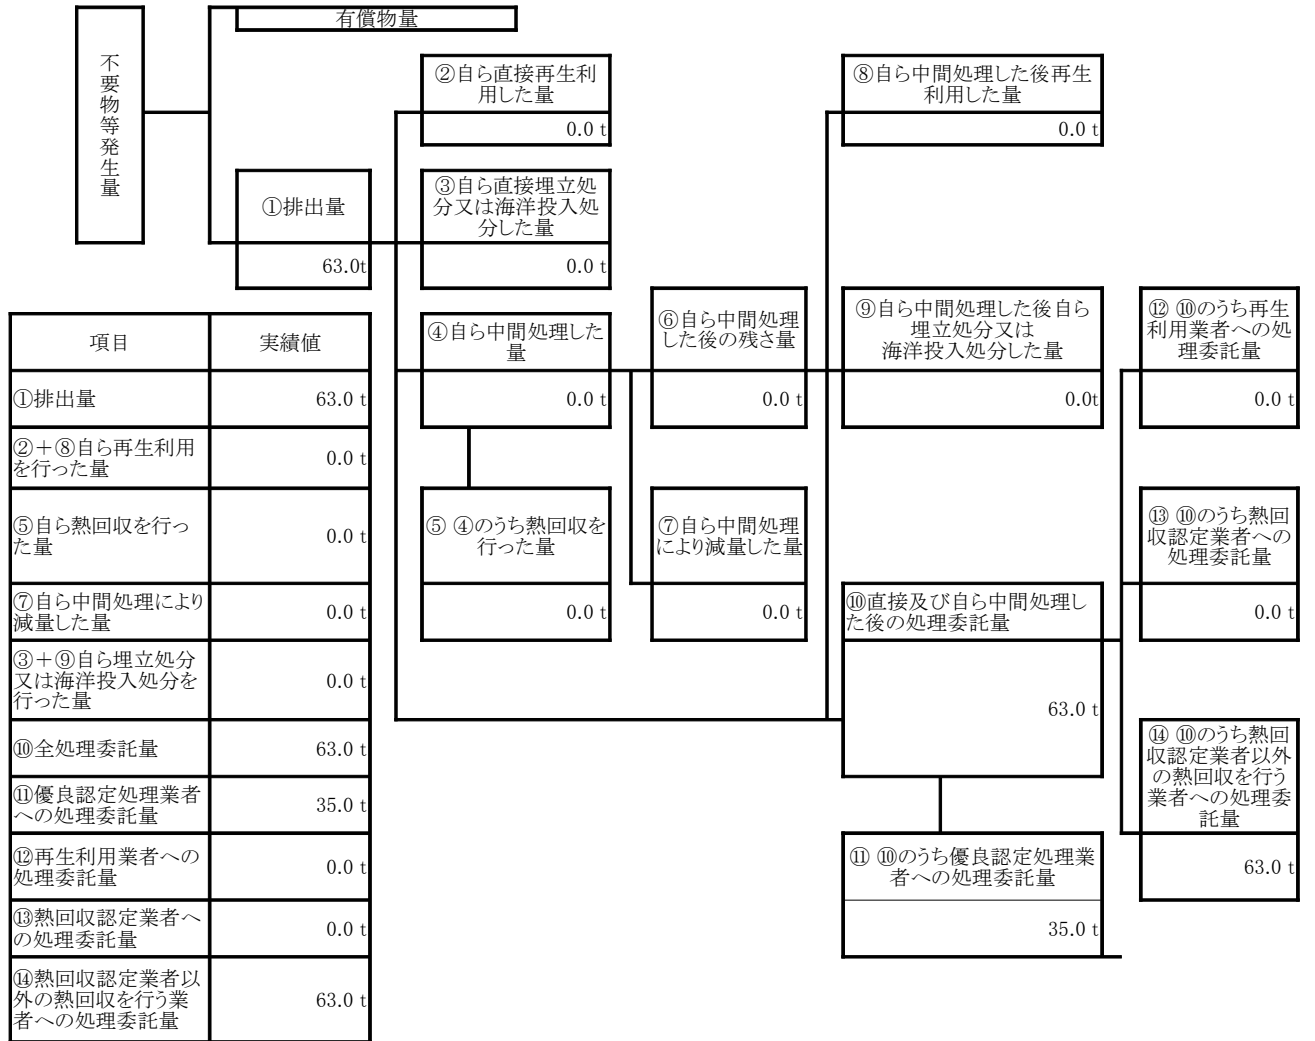 不要物等発生量
有償物量
②自ら直接再生利
用した量
0.0 t
⑧自ら中間処理した後再生
利用した量
0.0 t
①排出量
63.0t
③自ら直接埋立処
分又は海洋投入処
分した量
0.0 t
④自ら中間処理した
量
0.0 t
⑥自ら中間処理
した後の残さ量
0.0 t
⑨自ら中間処理した後自ら
埋立処分又は
海洋投入処分した量
0.0t
⑫ ⑩のうち再生
利用業者への処
理委託量
0.0 t
⑤ ④のうち熱回収を
行った量
0.0 t
⑦自ら中間処理
により減量した量
0.0 t
⑬ ⑩のうち熱回
収認定業者への
処理委託量
0.0 t
⑩直接及び自ら中間処理し
た後の処理委託量
63.0 t
⑭ ⑩のうち熱回
収認定業者以外
の熱回収を行う
業者への処理委
託量
63.0 t
⑪ ⑩のうち優良認定処理業
者への処理委託量
35.0 t
項目 実績値
①排出量 63.0 t
②＋⑧自ら再生利用
を行った量 0.0 t
⑤自ら熱回収を行っ
た量 0.0 t
⑦自ら中間処理により
減量した量 0.0 t
③＋⑨自ら埋立処分
又は海洋投入処分を
行った量 0.0 t
⑩全処理委託量 63.0 t
⑪優良認定処理業者
への処理委託量 35.0 t
⑫再生利用業者への
処理委託量 0.0 t
⑬熱回収認定業者へ
の処理委託量 0.0 t
⑭熱回収認定業者以
外の熱回収を行う業
者への処理委託量 63.0 t